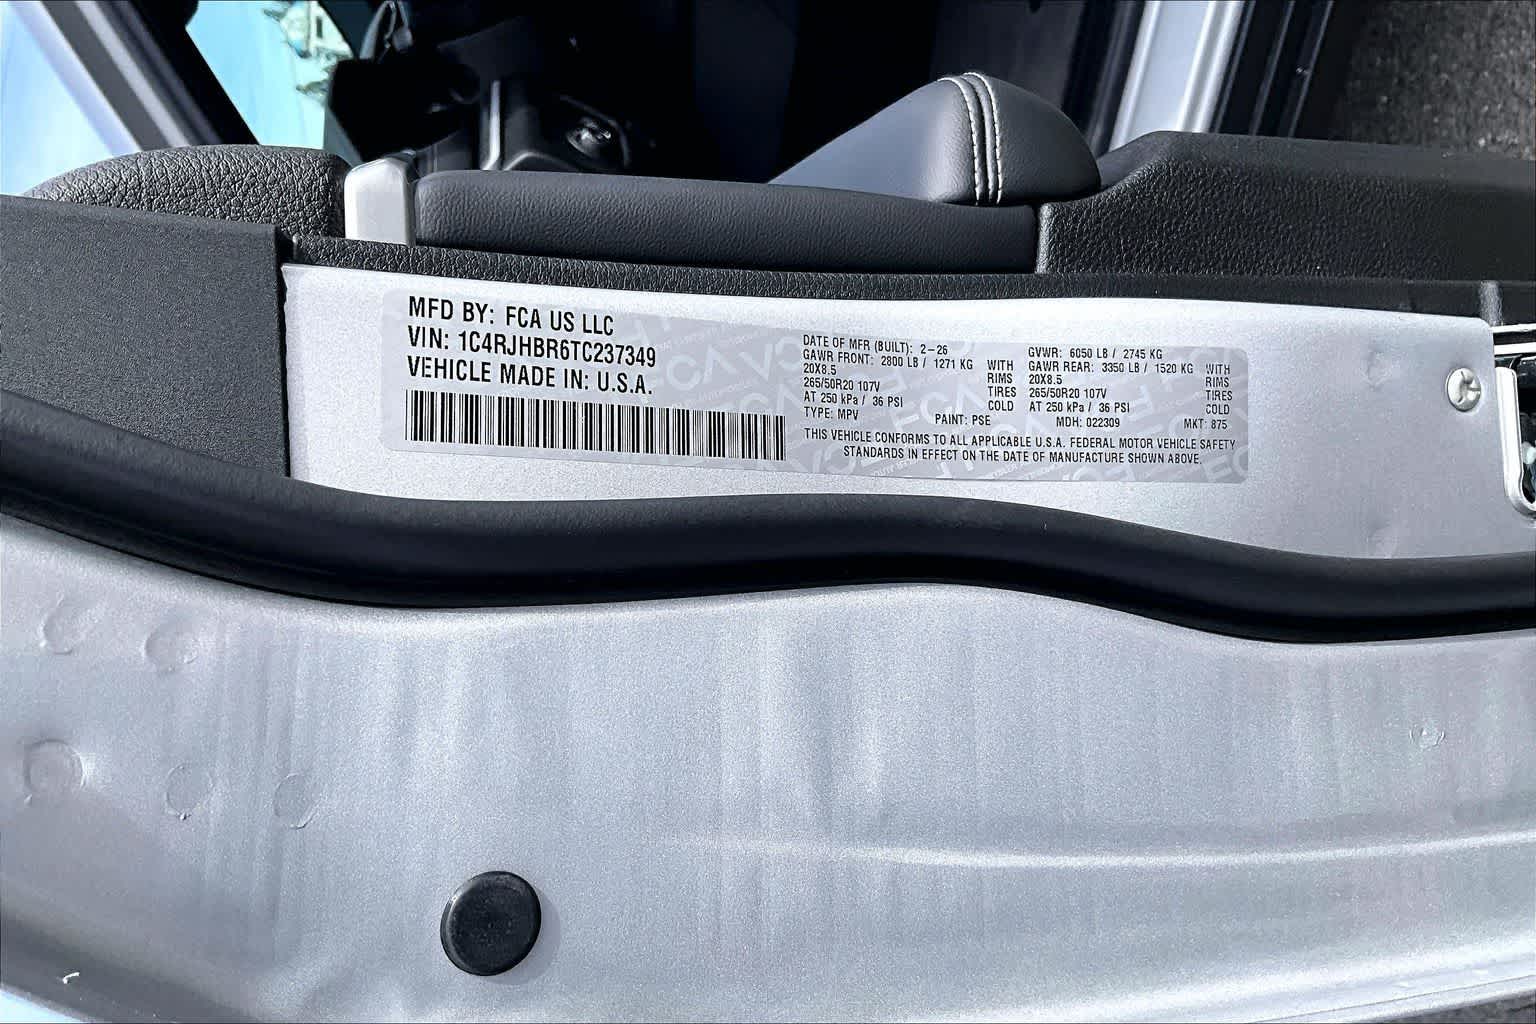 MFD BY: FCA US LLC
VIN: 1C4RJHBR6TC237349
VEHICLE MADE IN: U.S.A.
DATE OF MFR (BUILT): 2-26
GAWR FRONT: 2800 LB / 1271 KG WITH
20X8.5 RIMS
265/50R20 107V TIRES
AT 250 kPa / 36 PSI COLD
TYPE: MPV PAINT: PSE
GVWR: 6050 LB / 2745 KG
GAWR REAR: 3350 LB / 1520 KG WITH
20X8.5 RIMS
265/50R20 107V TIRES
AT 250 kPa / 36 PSI COLD
MDH: 022309 MKT: 875
THIS VEHICLE CONFORMS TO ALL APPLICABLE U.S.A. FEDERAL MOTOR VEHICLE SAFETY
STANDARDS IN EFFECT ON THE DATE OF MANUFACTURE SHOWN ABOVE.